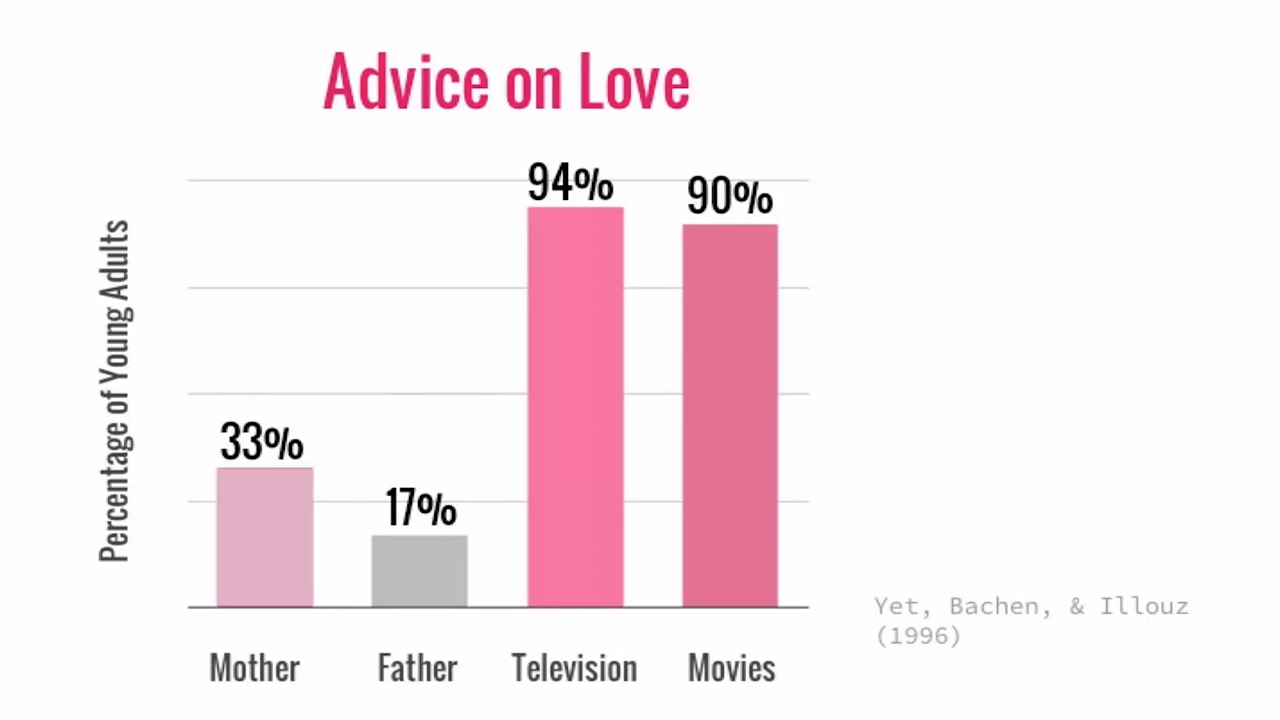 Advice on Love
Percentage of Young Adults
33%
17%
94%
90%
Mother
Father
Television
Movies
Yet, Bachen, & Illouz
(1996)